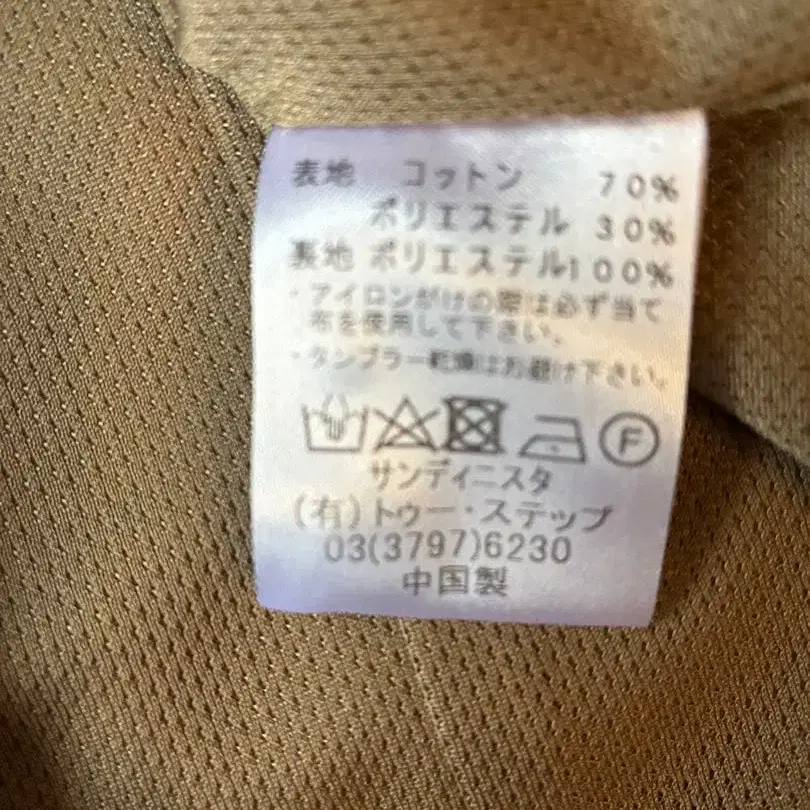 表地 コットン 70%
ポリエステル 30%
裏地 ポリエステル100%
・アイロンがけの際は必ず当て
布を使用して下さい。
・タンブラー乾燥はお避け下さい。
F
サンディニスタ
(有)トゥー・ステップ
03(3797)6230
中国製